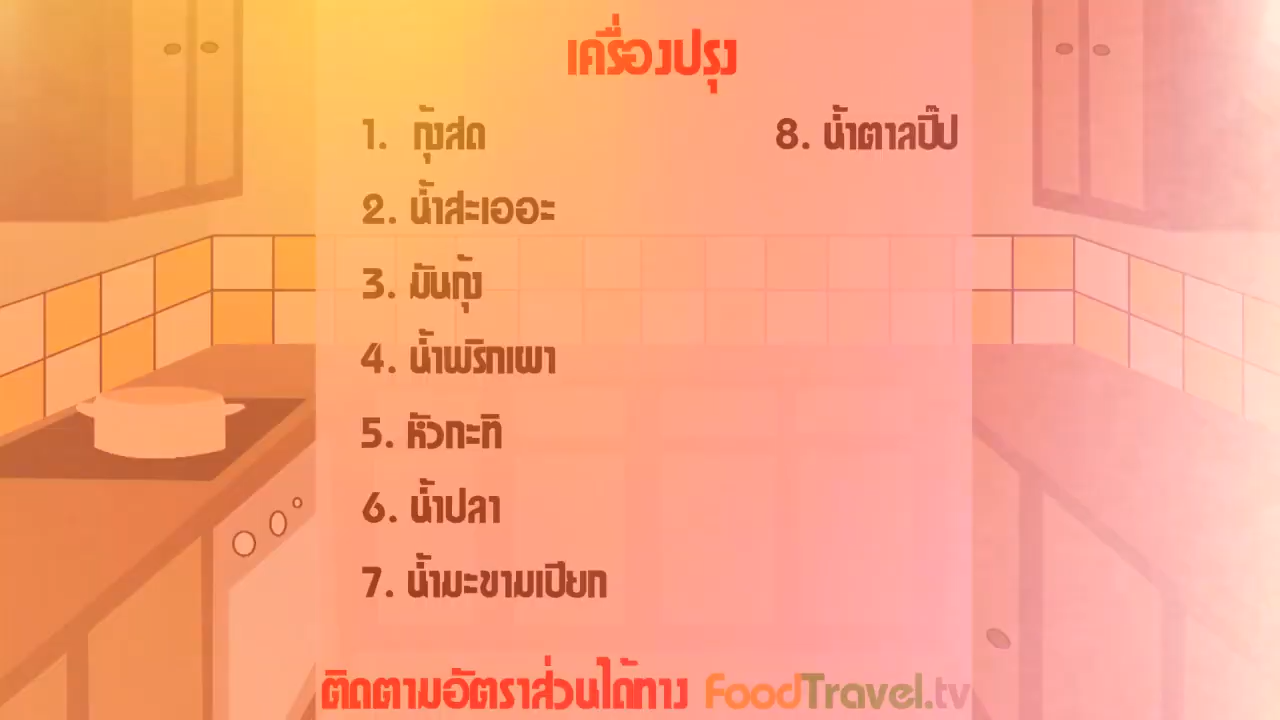 เครื่องปรุง
1. กุ้งสด
2. น้ำสะเออะ
3. มันกุ้ง
4. น้ำพริกเผา
5. หัวกะทิ
6. น้ำปลา
7. น้ำมะขามเปียก
8. น้ำตาลปี๊ป
ติดตามอัตราส่วนได้ทาง FoodTravel.tv